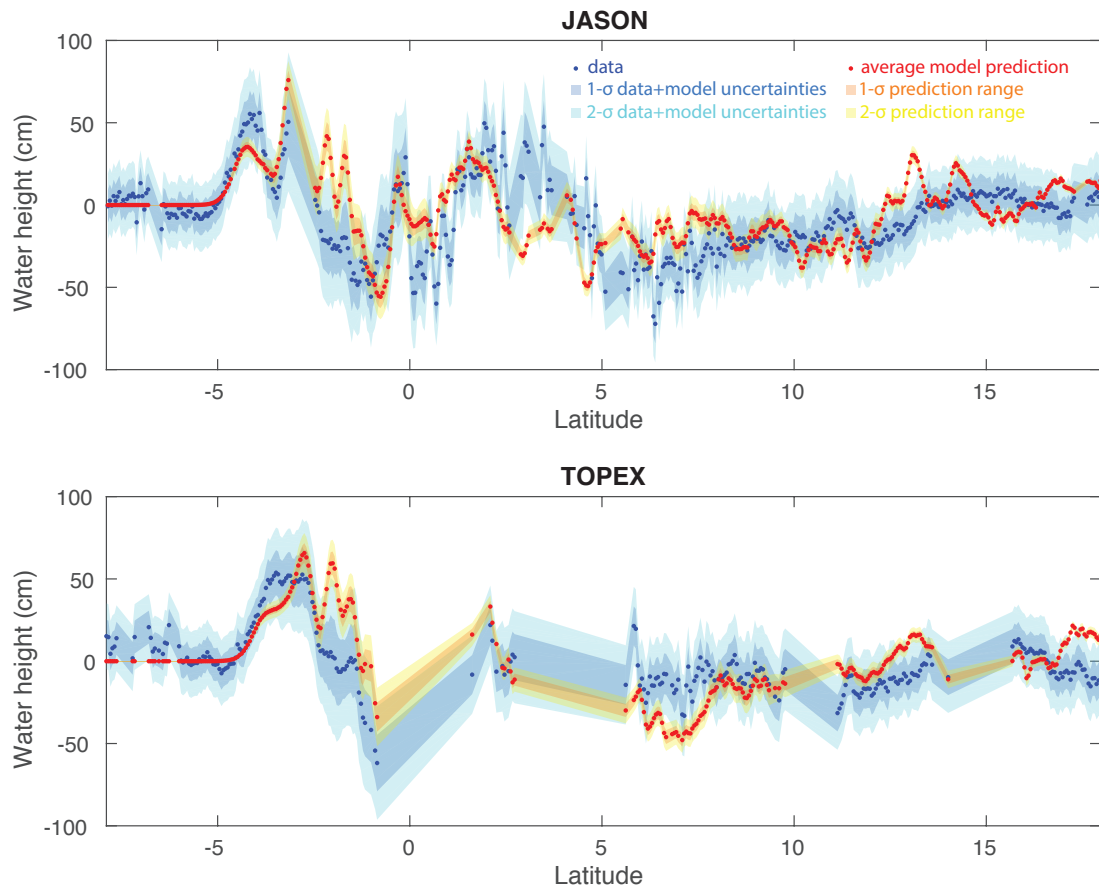 JASON
100
50
0
-50
-100
Water height (cm)
data
1-σ data+model uncertainties
2-σ data+model uncertainties
average model prediction
1-σ prediction range
2-σ prediction range
-5 0 5 10 15
Latitude
TOPEX
100
50
0
-50
-100
Water height (cm)
-5 0 5 10 15
Latitude